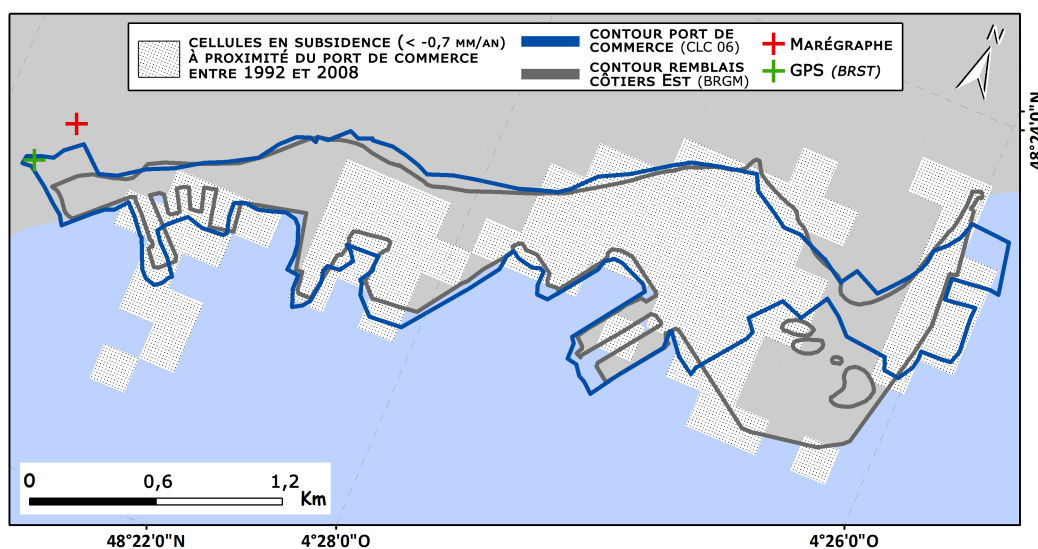 CELLULES EN SUBSIDENCE (< -0,7 MM/AN)
À PROXIMITÉ DU PORT DE COMMERCE
ENTRE 1992 ET 2008
CONTOUR PORT DE
COMMERCE (CLC 06)
CONTOUR REMBLAIS
CÔTIERS EST (BRGM)
MARÉGRAPHE
GPS (BRST)
N
48°24'0"N
0
0,6
1,2
Km
48°22'0"N
4°28'0"O
4°26'0"O